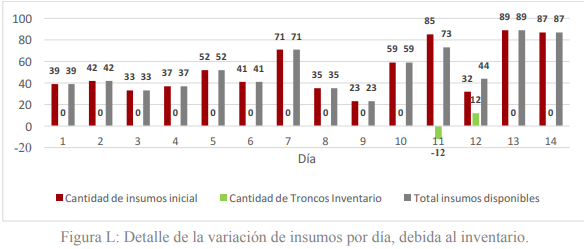 100
80
60
40
20
0
-20
39 0 39
42 0 42
33 0 33
37 0 37
52 0 52
41 0 41
71 0 71
35 0 35
23 0 23
59 0 59
85 -12 73
32 12 44
89 0 89
87 0 87
1 2 3 4 5 6 7 8 9 10 11 12 13 14
Día
Cantidad de insumos inicial Cantidad de Troncos Inventario Total insumos disponibles
Figura L: Detalle de la variación de insumos por día, debida al inventario.